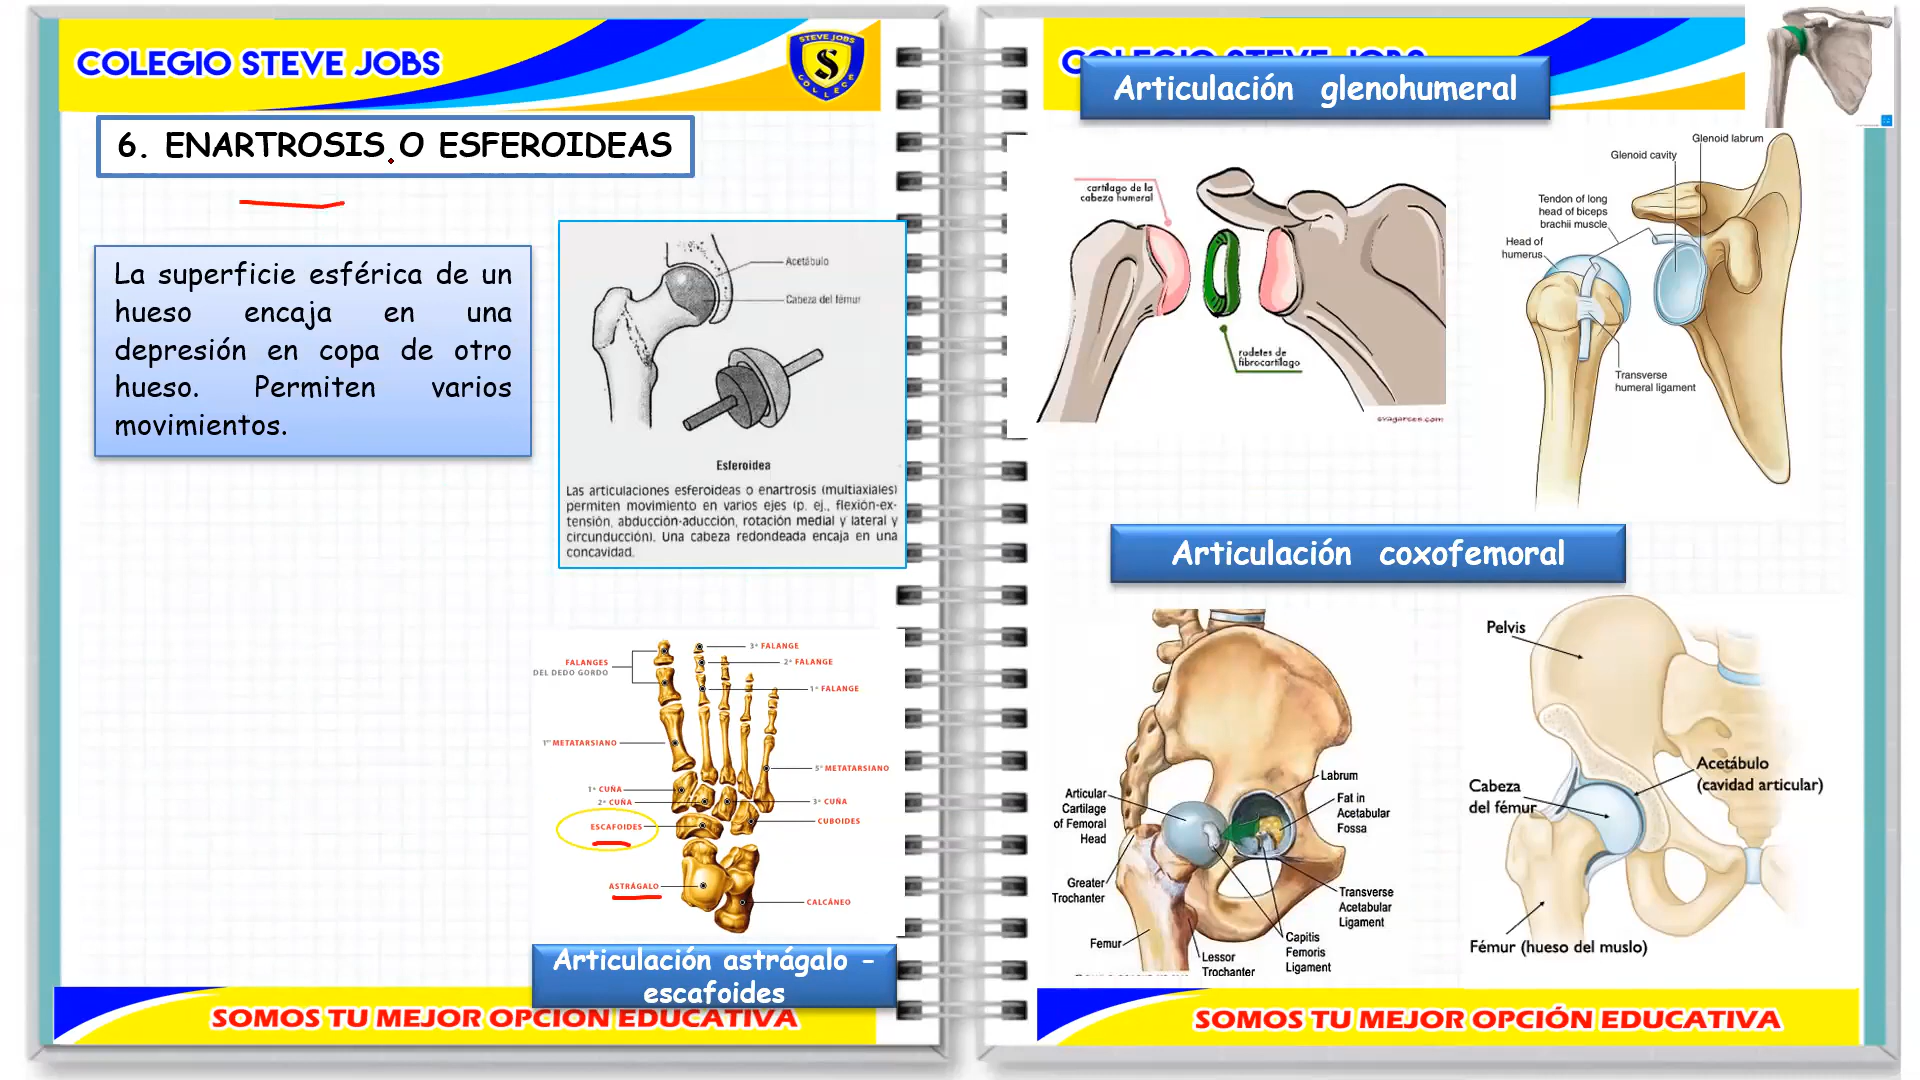 COLEGIO STEVE JOBS
STEVE JOBS
S
COLLEGE
6. ENARTROSIS O ESFEROIDEAS
La superficie esférica de un
hueso encaja en una
depresión en copa de otro
hueso. Permiten varios
movimientos.
Acetábulo
Cabeza del fémur
Esferoidea
Las articulaciones esferoideas o enartrosis (multiaxiales)
permiten movimiento en varios ejes (p. ej., flexión-ex-
tensión, abducción-aducción, rotación medial y lateral y
circunducción). Una cabeza redondeada encaja en una
concavidad.
3ª FALANGE
FALANGES
DEL DEDO GORDO
2ª FALANGE
1ª FALANGE
1er METATARSIANO
5º METATARSIANO
1ª CUÑA
2ª CUÑA
3ª CUÑA
ESCAFOIDES
CUBOIDES
ASTRÁGALO
CALCÁNEO
Articulación astrágalo -
escafoides
SOMOS TU MEJOR OPCIÓN EDUCATIVA
COLEGIO STEVE JOBS
Articulación glenohumeral
cartílago de la
cabeza humeral
rodetes de
fibrocartílago
evagarces.com
Glenoid labrum
Glenoid cavity
Tendon of long
head of biceps
brachii muscle
Head of
humerus
Transverse
humeral ligament
Articulación coxofemoral
Labrum
Articular
Cartilage
of Femoral
Head
Fat in
Acetabular
Fossa
Greater
Trochanter
Transverse
Acetabular
Ligament
Femur
Lessor
Trochanter
Capitis
Femoris
Ligament
Pelvis
Acetábulo
(cavidad articular)
Cabeza
del fémur
Fémur (hueso del muslo)
SOMOS TU MEJOR OPCIÓN EDUCATIVA